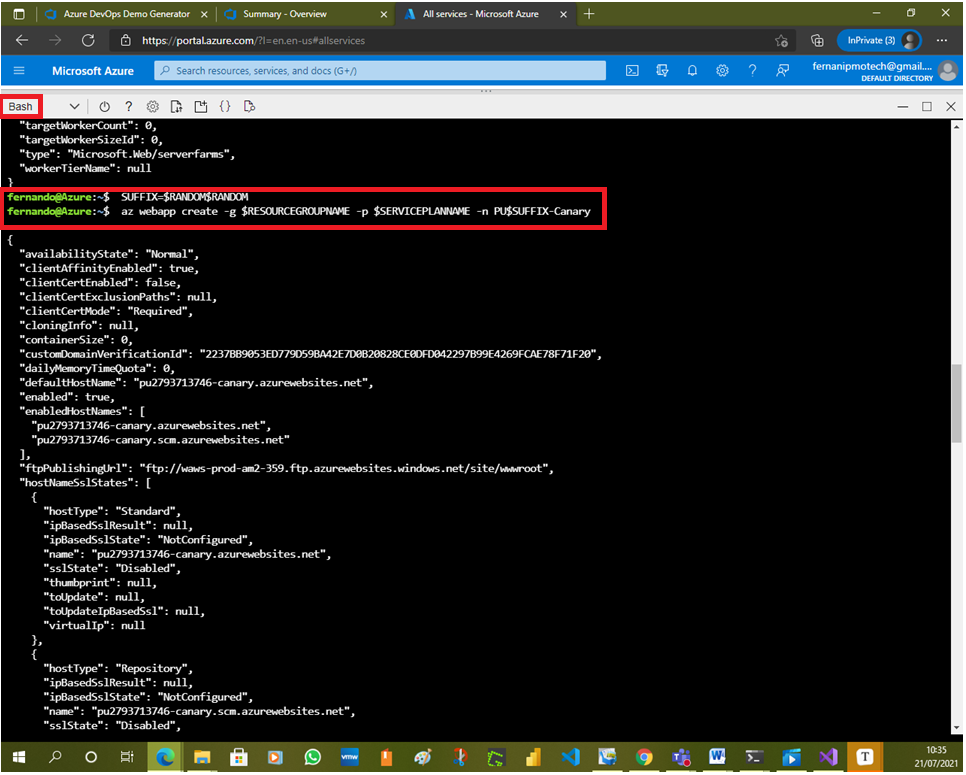 Azure DevOps Demo Generator
Summary - Overview
All services - Microsoft Azure
https://portal.azure.com/?l=en.en-us#allservices
InPrivate (3)
Microsoft Azure
Search resources, services, and docs (G+/)
fernanipmotech@gmail....
DEFAULT DIRECTORY
Bash
"targetWorkerCount": 0,
"targetWorkerSizeId": 0,
"type": "Microsoft.Web/serverfarms",
"workerTierName": null
}
fernando@Azure:~$ SUFFIX=$RANDOM$RANDOM
fernando@Azure:~$ az webapp create -g $RESOURCEGROUPNAME -p $SERVICEPLANNAME -n PU$SUFFIX-Canary
{
"availabilityState": "Normal",
"clientAffinityEnabled": true,
"clientCertEnabled": false,
"clientCertExclusionPaths": null,
"clientCertMode": "Required",
"cloningInfo": null,
"containerSize": 0,
"customDomainVerificationId": "2237BB9053ED779D59BA42E7D0B20828CE0DFD042297B99E4269FCAE78F71F20",
"dailyMemoryTimeQuota": 0,
"defaultHostName": "pu2793713746-canary.azurewebsites.net",
"enabled": true,
"enabledHostNames": [
"pu2793713746-canary.azurewebsites.net",
"pu2793713746-canary.scm.azurewebsites.net"
],
"ftpPublishingUrl": "ftp://waws-prod-am2-359.ftp.azurewebsites.windows.net/site/wwwroot",
"hostNameSslStates": [
{
"hostType": "Standard",
"ipBasedSslResult": null,
"ipBasedSslState": "NotConfigured",
"name": "pu2793713746-canary.azurewebsites.net",
"sslState": "Disabled",
"thumbprint": null,
"toUpdate": null,
"toUpdateIpBasedSsl": null,
"virtualIp": null
},
{
"hostType": "Repository",
"ipBasedSslResult": null,
"ipBasedSslState": "NotConfigured",
"name": "pu2793713746-canary.scm.azurewebsites.net",
"sslState": "Disabled",
10:35
21/07/2021